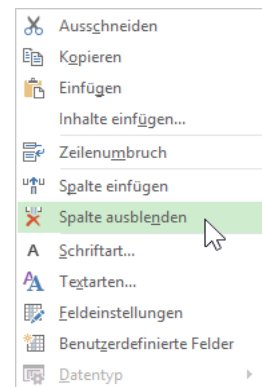 Ausschneiden
Kopieren
Einfügen
Inhalte einfügen...
Zeilenumbruch
Spalte einfügen
Spalte ausblenden
Schriftart...
Textarten...
Feldeinstellungen
Benutzerdefinierte Felder
Datentyp